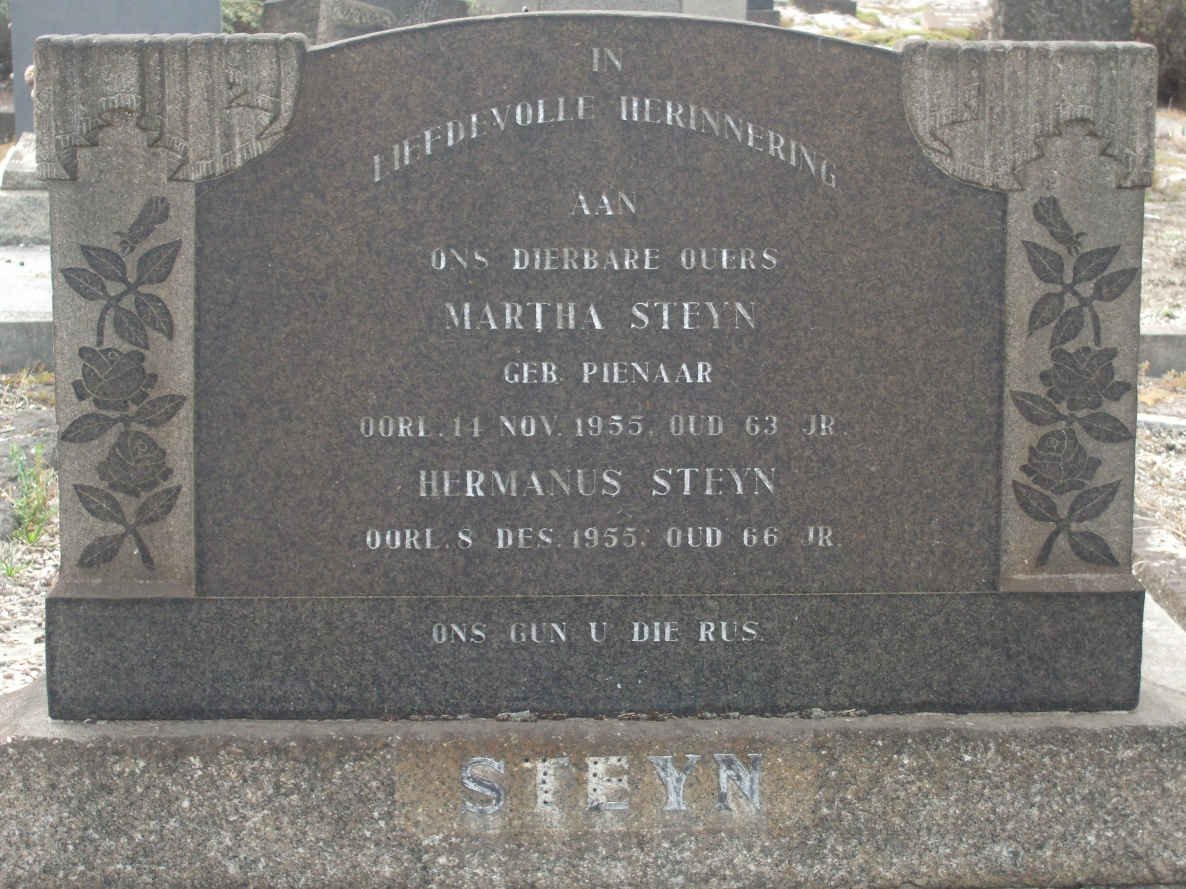 IN
LIEFDEVOLLE HERINNERING
AAN
ONS DIERBARE OUERS
MARTHA STEYN
GEB. PIENAAR
OORL. 14 NOV. 1955. OUD 63 JR.
HERMANUS STEYN
OORL. 8 DES. 1955. OUD 66 JR.
ONS GUN U DIE RUS.
STEYN